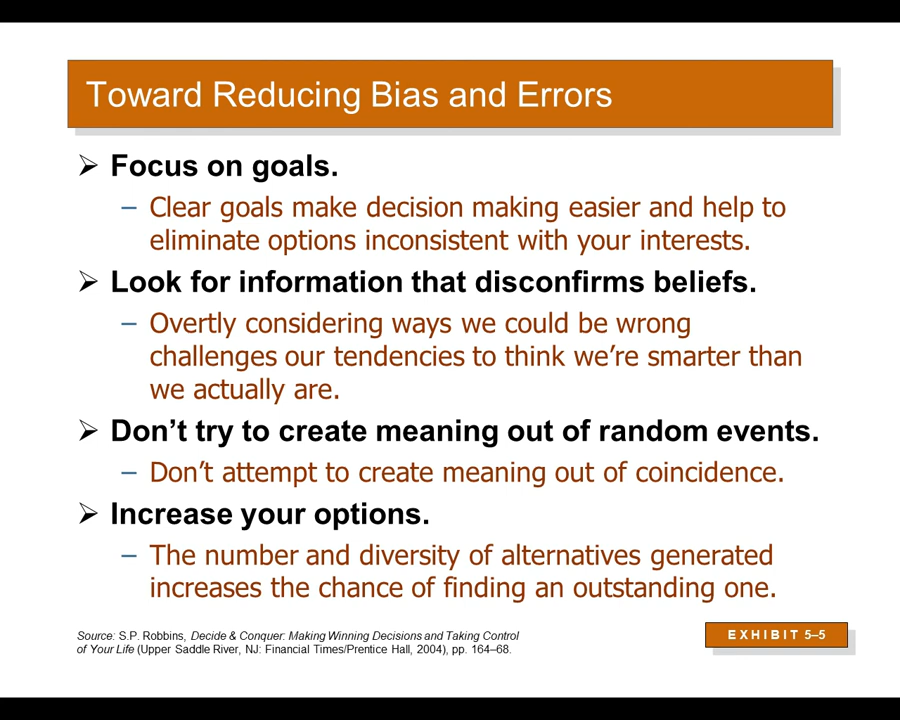 Toward Reducing Bias and Errors
➢ Focus on goals.
– Clear goals make decision making easier and help to
eliminate options inconsistent with your interests.
➢ Look for information that disconfirms beliefs.
– Overtly considering ways we could be wrong
challenges our tendencies to think we’re smarter than
we actually are.
➢ Don’t try to create meaning out of random events.
– Don’t attempt to create meaning out of coincidence.
➢ Increase your options.
– The number and diversity of alternatives generated
increases the chance of finding an outstanding one.
Source: S.P. Robbins, Decide & Conquer: Making Winning Decisions and Taking Control
of Your Life (Upper Saddle River, NJ: Financial Times/Prentice Hall, 2004), pp. 164–68.
EXHIBIT 5–5